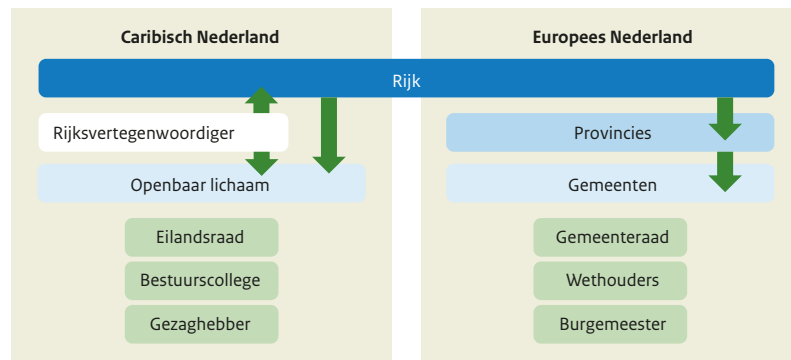 Caribisch Nederland
Europees Nederland
Rijk
Rijksvertegenwoordiger
Provincies
Openbaar lichaam
Gemeenten
Eilandsraad
Gemeenteraad
Bestuurscollege
Wethouders
Gezaghebber
Burgemeester